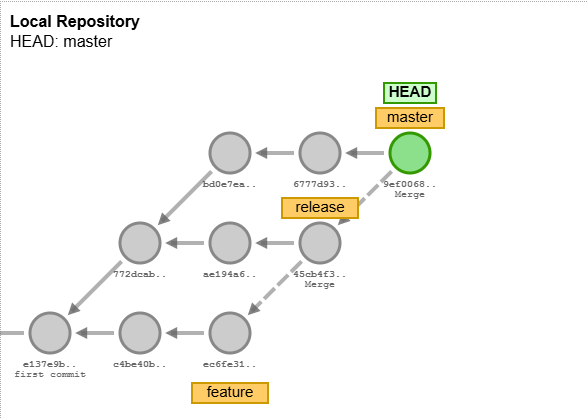 Local Repository
HEAD: master
HEAD
master
bd0e7ea..
6777d93..
9ef0068..
Merge
release
772dcab..
ae194a6..
45cb4f3..
Merge
e137e9b..
first commit
c4be40b..
ec6fe31..
feature